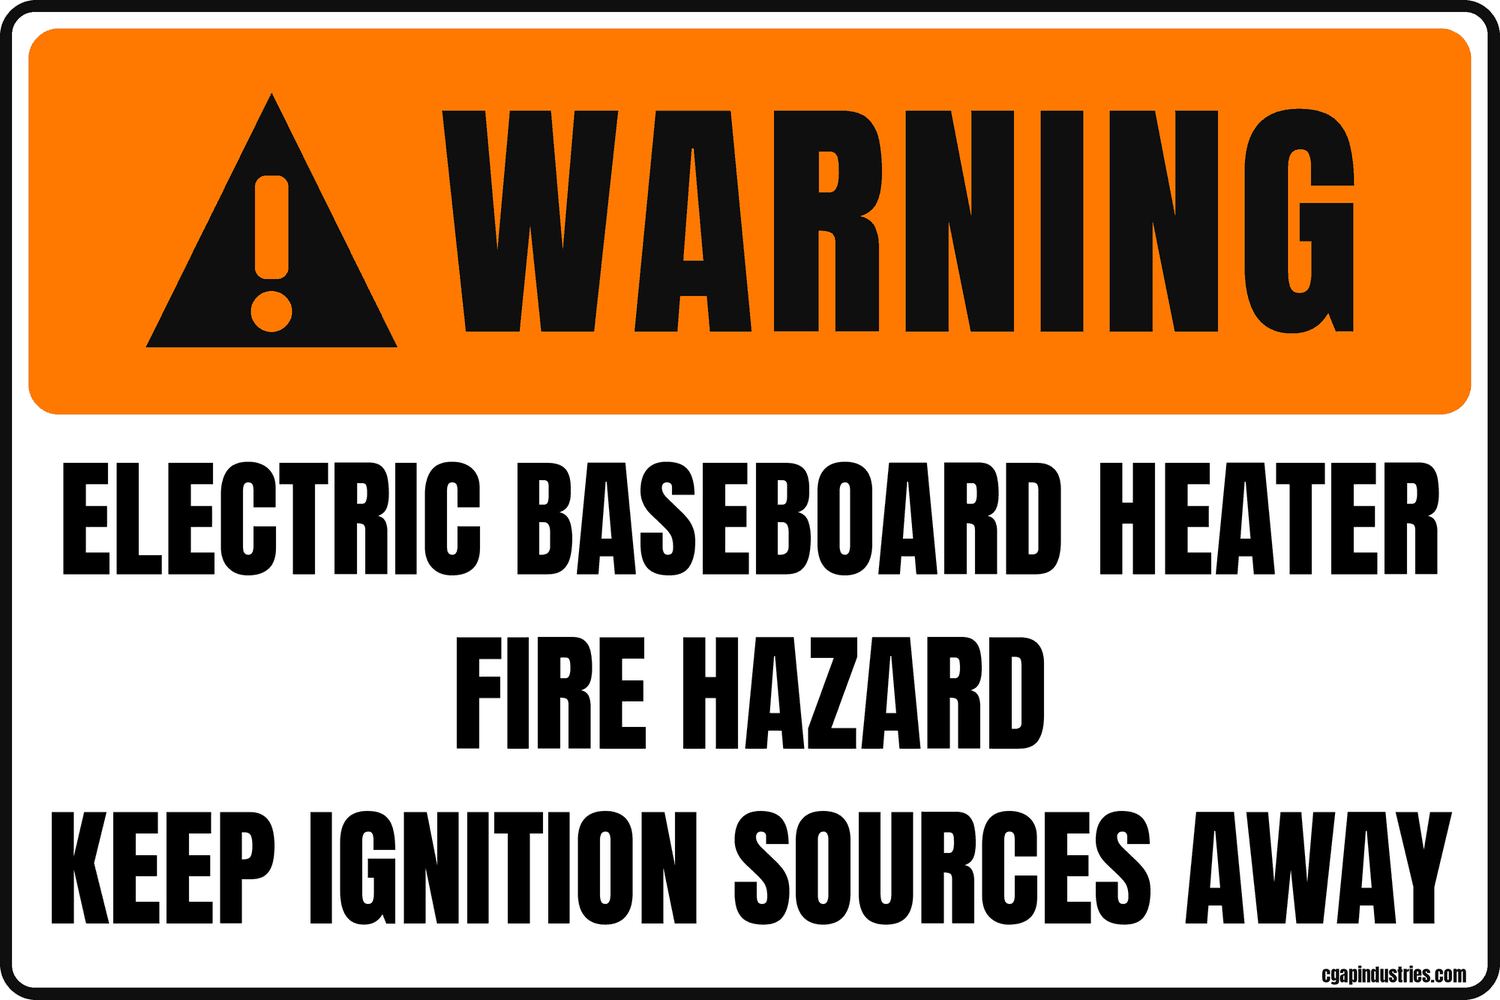 WARNING
ELECTRIC BASEBOARD HEATER
FIRE HAZARD
KEEP IGNITION SOURCES AWAY
cgapindustries.com